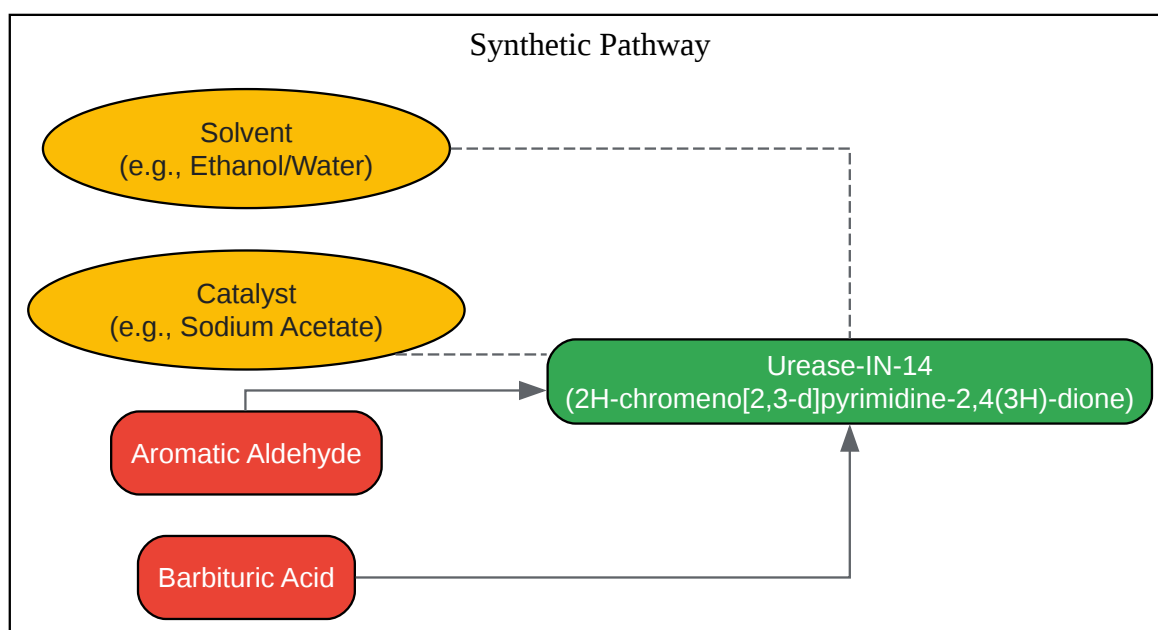 Synthetic Pathway
Solvent
(e.g., Ethanol/Water)
Catalyst
(e.g., Sodium Acetate)
Urease-IN-14
(2H-chromeno[2,3-d]pyrimidine-2,4(3H)-dione)
Aromatic Aldehyde
Barbituric Acid